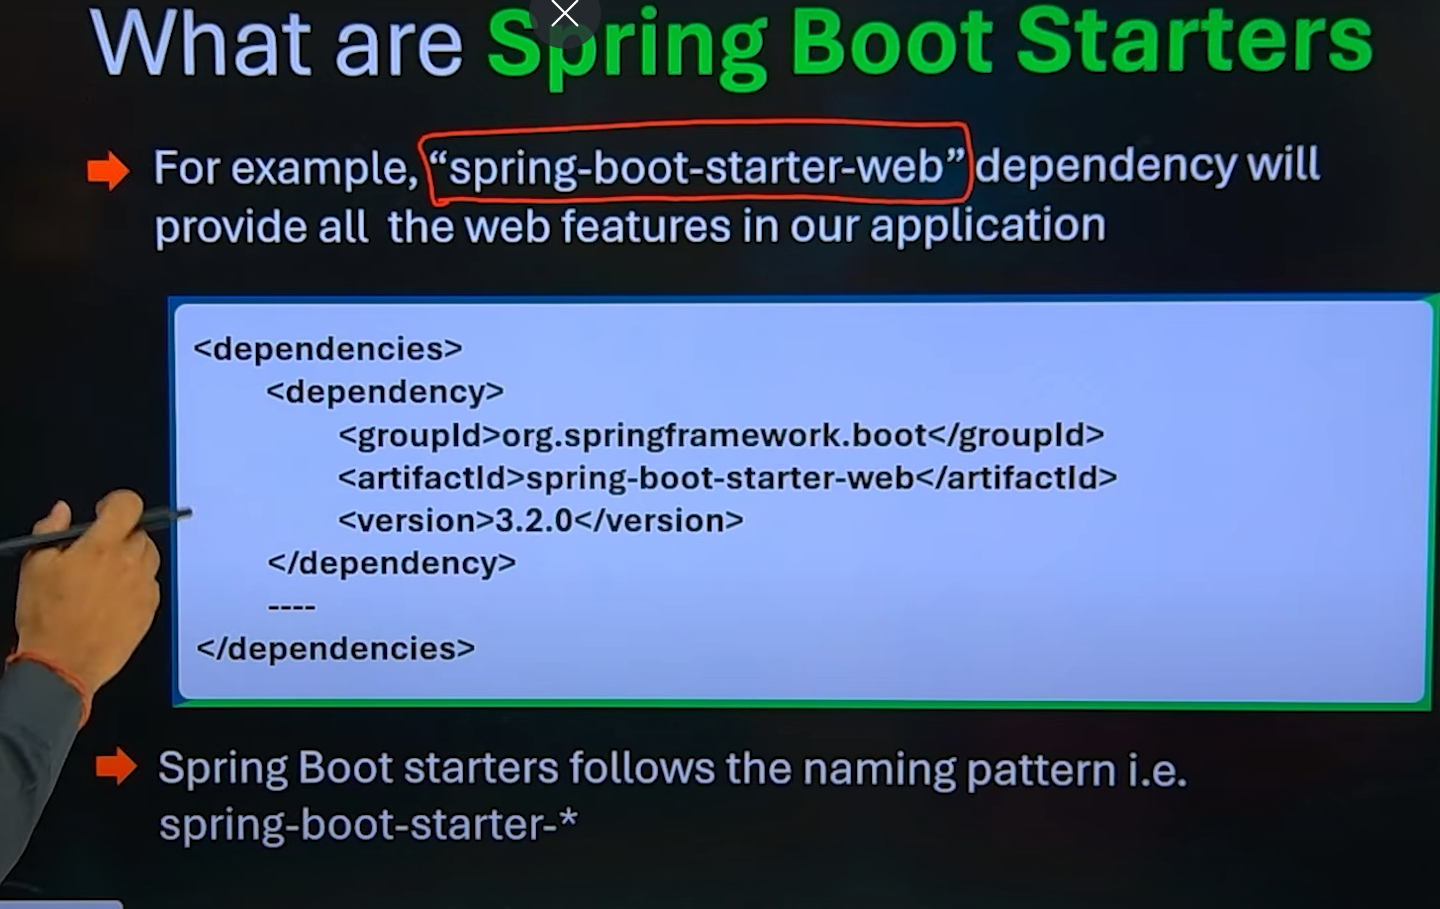 What are Spring Boot Starters
For example, “spring-boot-starter-web” dependency will
provide all the web features in our application
<dependencies>
<dependency>
<groupId>org.springframework.boot</groupId>
<artifactId>spring-boot-starter-web</artifactId>
<version>3.2.0</version>
</dependency>
----
</dependencies>
Spring Boot starters follows the naming pattern i.e.
spring-boot-starter-*